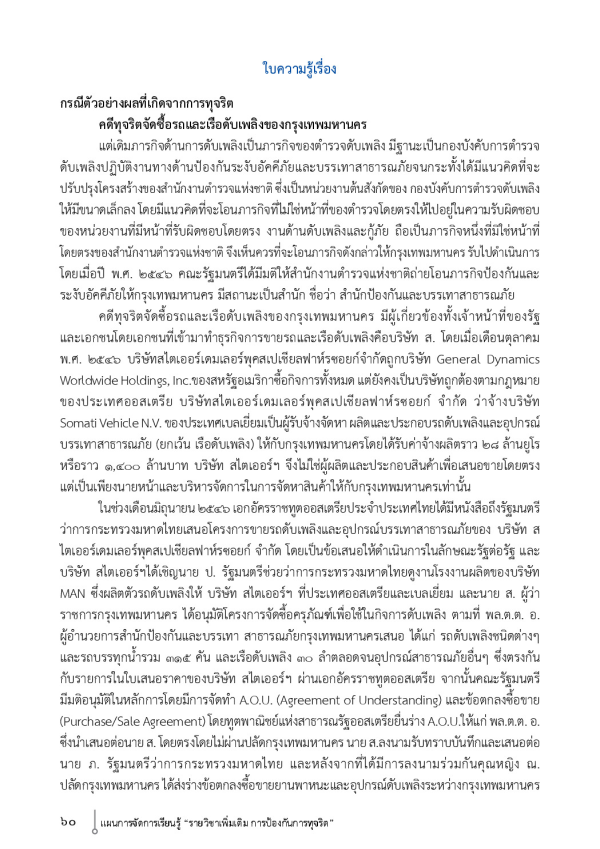 ใบความรู้เรื่อง
กรณีตัวอย่างผลที่เกิดจากการทุจริต
คดีทุจริตจัดซื้อรถและเรือดับเพลิงของกรุงเทพมหานคร
แต่เดิมภารกิจด้านการดับเพลิงเป็นภารกิจของตำรวจดับเพลิง มีฐานะเป็นกองบังคับการตำรวจ
ดับเพลิงปฏิบัติงานทางด้านป้องกันระงับอัคคีภัยและบรรเทาสาธารณภัยจนกระทั่งได้มีแนวคิดที่จะ
ปรับปรุงโครงสร้างของสำนักงานตำรวจแห่งชาติ ซึ่งเป็นหน่วยงานต้นสังกัดของ กองบังคับการตำรวจดับเพลิง
ให้มีขนาดเล็กลง โดยมีแนวคิดที่จะโอนภารกิจที่ไม่ใช่หน้าที่ของตำรวจโดยตรงให้ไปอยู่ในความรับผิดชอบ
ของหน่วยงานที่มีหน้าที่รับผิดชอบโดยตรง งานด้านดับเพลิงและกู้ภัย ถือเป็นภารกิจหนึ่งที่มิใช่หน้าที่
โดยตรงของสำนักงานตำรวจแห่งชาติ จึงเห็นควรที่จะโอนภารกิจดังกล่าวให้กรุงเทพมหานคร รับไปดำเนินการ
โดยเมื่อปี พ.ศ. ๒๕๔๖ คณะรัฐมนตรีได้มีมติให้สำนักงานตำรวจแห่งชาติถ่ายโอนภารกิจป้องกันและ
ระงับอัคคีภัยให้กรุงเทพมหานคร มีสถานะเป็นสำนัก ชื่อว่า สำนักป้องกันและบรรเทาสาธารณภัย
คดีทุจริตจัดซื้อรถและเรือดับเพลิงของกรุงเทพมหานคร มีผู้เกี่ยวข้องทั้งเจ้าหน้าที่ของรัฐ
และเอกชนโดยเอกชนที่เข้ามาทำธุรกิจการขายรถและเรือดับเพลิงคือบริษัท ส. โดยเมื่อเดือนตุลาคม
พ.ศ. ๒๕๔๖ บริษัทสไตเออร์เดมเลอร์พุคสเปเชียลฟาห์รซอยก์จำกัดถูกบริษัท General Dynamics
Worldwide Holdings, Inc.ของสหรัฐอเมริกาซื้อกิจการทั้งหมด แต่ยังคงเป็นบริษัทถูกต้องตามกฎหมาย
ของประเทศออสเตรีย บริษัทสไตเออร์เดมเลอร์พุคสเปเชียลฟาห์รซอยก์ จำกัด ว่าจ้างบริษัท
Somati Vehicle N.V. ของประเทศเบลเยี่ยมเป็นผู้รับจ้างจัดหา ผลิตและประกอบรถดับเพลิงและอุปกรณ์
บรรเทาสาธารณภัย (ยกเว้น เรือดับเพลิง) ให้กับกรุงเทพมหานครโดยได้รับค่าจ้างผลิตราว ๒๘ ล้านยูโร
หรือราว ๑,๔๐๐ ล้านบาท บริษัท สไตเออร์ฯ จึงไม่ใช่ผู้ผลิตและประกอบสินค้าเพื่อเสนอขายโดยตรง
แต่เป็นเพียงนายหน้าและบริหารจัดการในการจัดหาสินค้าให้กับกรุงเทพมหานครเท่านั้น
ในช่วงเดือนมิถุนายน ๒๕๔๖ เอกอัครราชทูตออสเตรียประจำประเทศไทยได้มีหนังสือถึงรัฐมนตรี
ว่าการกระทรวงมหาดไทยเสนอโครงการขายรถดับเพลิงและอุปกรณ์บรรเทาสาธารณภัยของ บริษัท ส
ไตเออร์เดมเลอร์พุคสเปเชียลฟาห์รซอยก์ จำกัด โดยเป็นข้อเสนอให้ดำเนินการในลักษณะรัฐต่อรัฐ และ
บริษัท สไตเออร์ฯได้เชิญนาย ป. รัฐมนตรีช่วยว่าการกระทรวงมหาดไทยดูงานโรงงานผลิตของบริษัท
MAN ซึ่งผลิตตัวรถดับเพลิงให้ บริษัท สไตเออร์ฯ ที่ประเทศออสเตรียและเบลเยี่ยม และนาย ส. ผู้ว่า
ราชการกรุงเทพมหานคร ได้อนุมัติโครงการจัดซื้อครุภัณฑ์เพื่อใช้ในกิจการดับเพลิง ตามที่ พล.ต.ต. อ.
ผู้อำนวยการสำนักป้องกันและบรรเทา สาธารณภัยกรุงเทพมหานครเสนอ ได้แก่ รถดับเพลิงชนิดต่างๆ
และรถบรรทุกน้ำรวม ๓๑๕ คัน และเรือดับเพลิง ๓๐ ลำตลอดจนอุปกรณ์สาธารณภัยอื่นๆ ซึ่งตรงกัน
กับรายการในใบเสนอราคาของบริษัท สไตเออร์ฯ ผ่านเอกอัครราชทูตออสเตรีย จากนั้นคณะรัฐมนตรี
มีมติอนุมัติในหลักการโดยมีการจัดทำ A.O.U. (Agreement of Understanding) และข้อตกลงซื้อขาย
(Purchase/Sale Agreement) โดยทูตพาณิชย์แห่งสาธารณรัฐออสเตรียยื่นร่าง A.O.U.ให้แก่ พล.ต.ต. อ.
ซึ่งนำเสนอต่อนาย ส. โดยตรงโดยไม่ผ่านปลัดกรุงเทพมหานคร นาย ส.ลงนามรับทราบบันทึกและเสนอต่อ
นาย ภ. รัฐมนตรีว่าการกระทรวงมหาดไทย และหลังจากที่ได้มีการลงนามร่วมกันคุณหญิง ณ.
ปลัดกรุงเทพมหานคร ได้ส่งร่างข้อตกลงซื้อขายยานพาหนะและอุปกรณ์ดับเพลิงระหว่างกรุงเทพมหานคร
๖๐ แผนการจัดการเรียนรู้ "รายวิชาเพิ่มเติม การป้องกันการทุจริต"